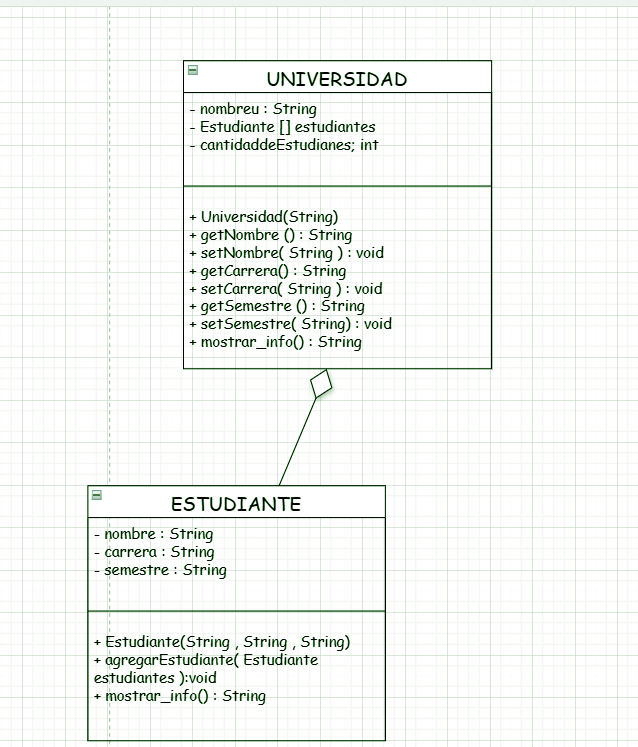 UNIVERSIDAD
- nombreu : String
- Estudiante [] estudiantes
- cantidaddeEstudianes; int
+ Universidad(String)
+ getNombre () : String
+ setNombre( String ) : void
+ getCarrera() : String
+ setCarrera( String ) : void
+ getSemestre () : String
+ setSemestre( String) : void
+ mostrar_info() : String
ESTUDIANTE
- nombre : String
- carrera : String
- semestre : String
+ Estudiante(String , String , String)
+ agregarEstudiante( Estudiante
estudiantes ):void
+ mostrar_info() : String